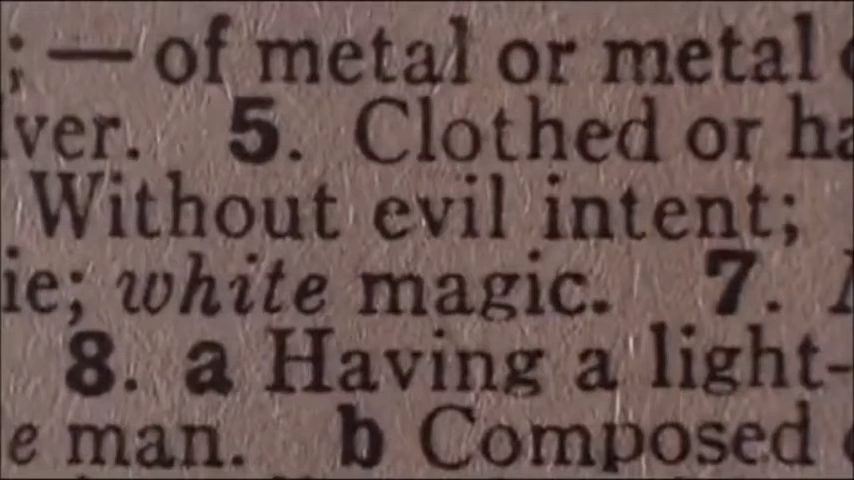 ; — of metal or metal
lver. 5. Clothed or ha
Without evil intent;
ie; white magic. 7.
8. a Having a light-
e man. b Composed